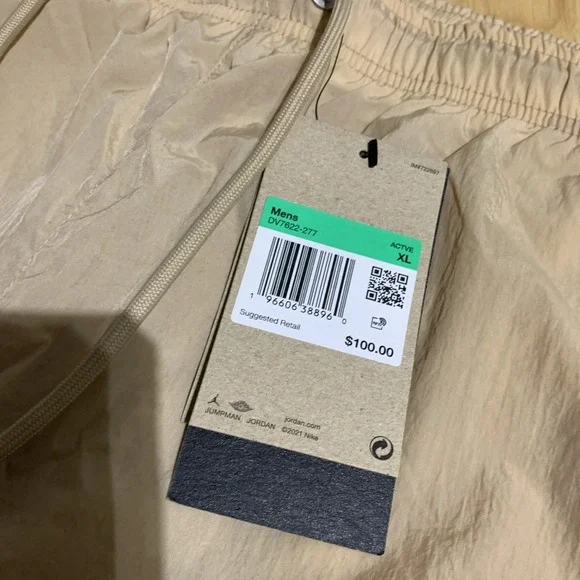 Mens
DV7622-277
ACTVE
XL
1 96606 38896 0
Suggested Retail
$100.00
JUMPMAN JORDAN
jordan.com
©2021 Nike